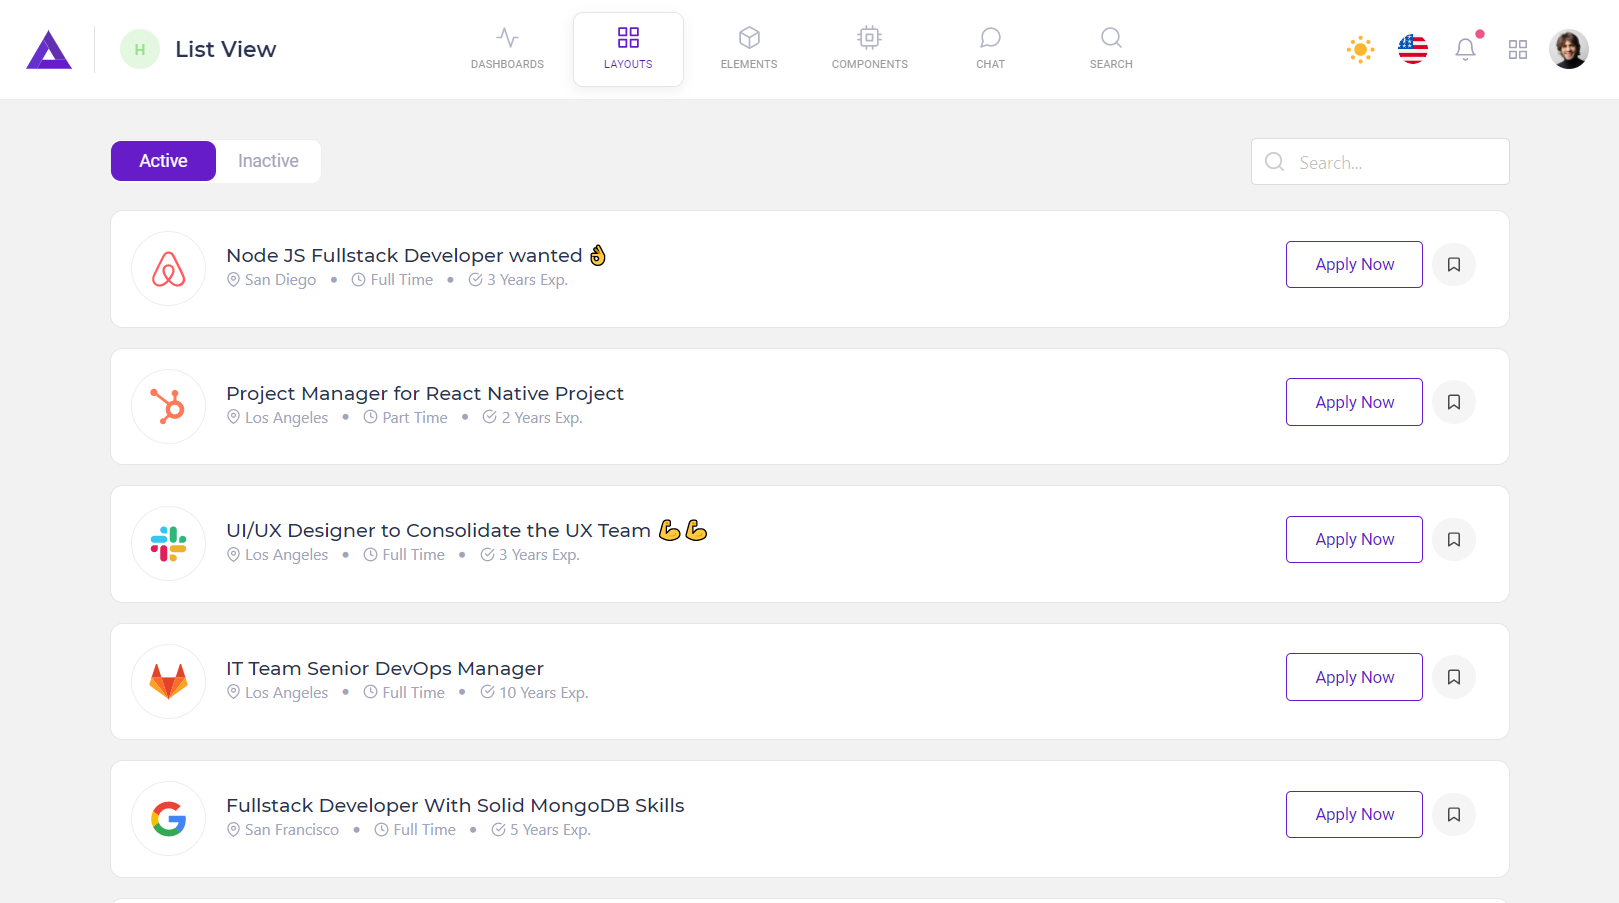 H List View
DASHBOARDS
LAYOUTS
ELEMENTS
COMPONENTS
CHAT
SEARCH
Active Inactive
Search...
Node JS Fullstack Developer wanted 👌
San Diego • Full Time • 3 Years Exp.
Apply Now
Project Manager for React Native Project
Los Angeles • Part Time • 2 Years Exp.
Apply Now
UI/UX Designer to Consolidate the UX Team 💪💪
Los Angeles • Full Time • 3 Years Exp.
Apply Now
IT Team Senior DevOps Manager
Los Angeles • Full Time • 10 Years Exp.
Apply Now
Fullstack Developer With Solid MongoDB Skills
San Francisco • Full Time • 5 Years Exp.
Apply Now